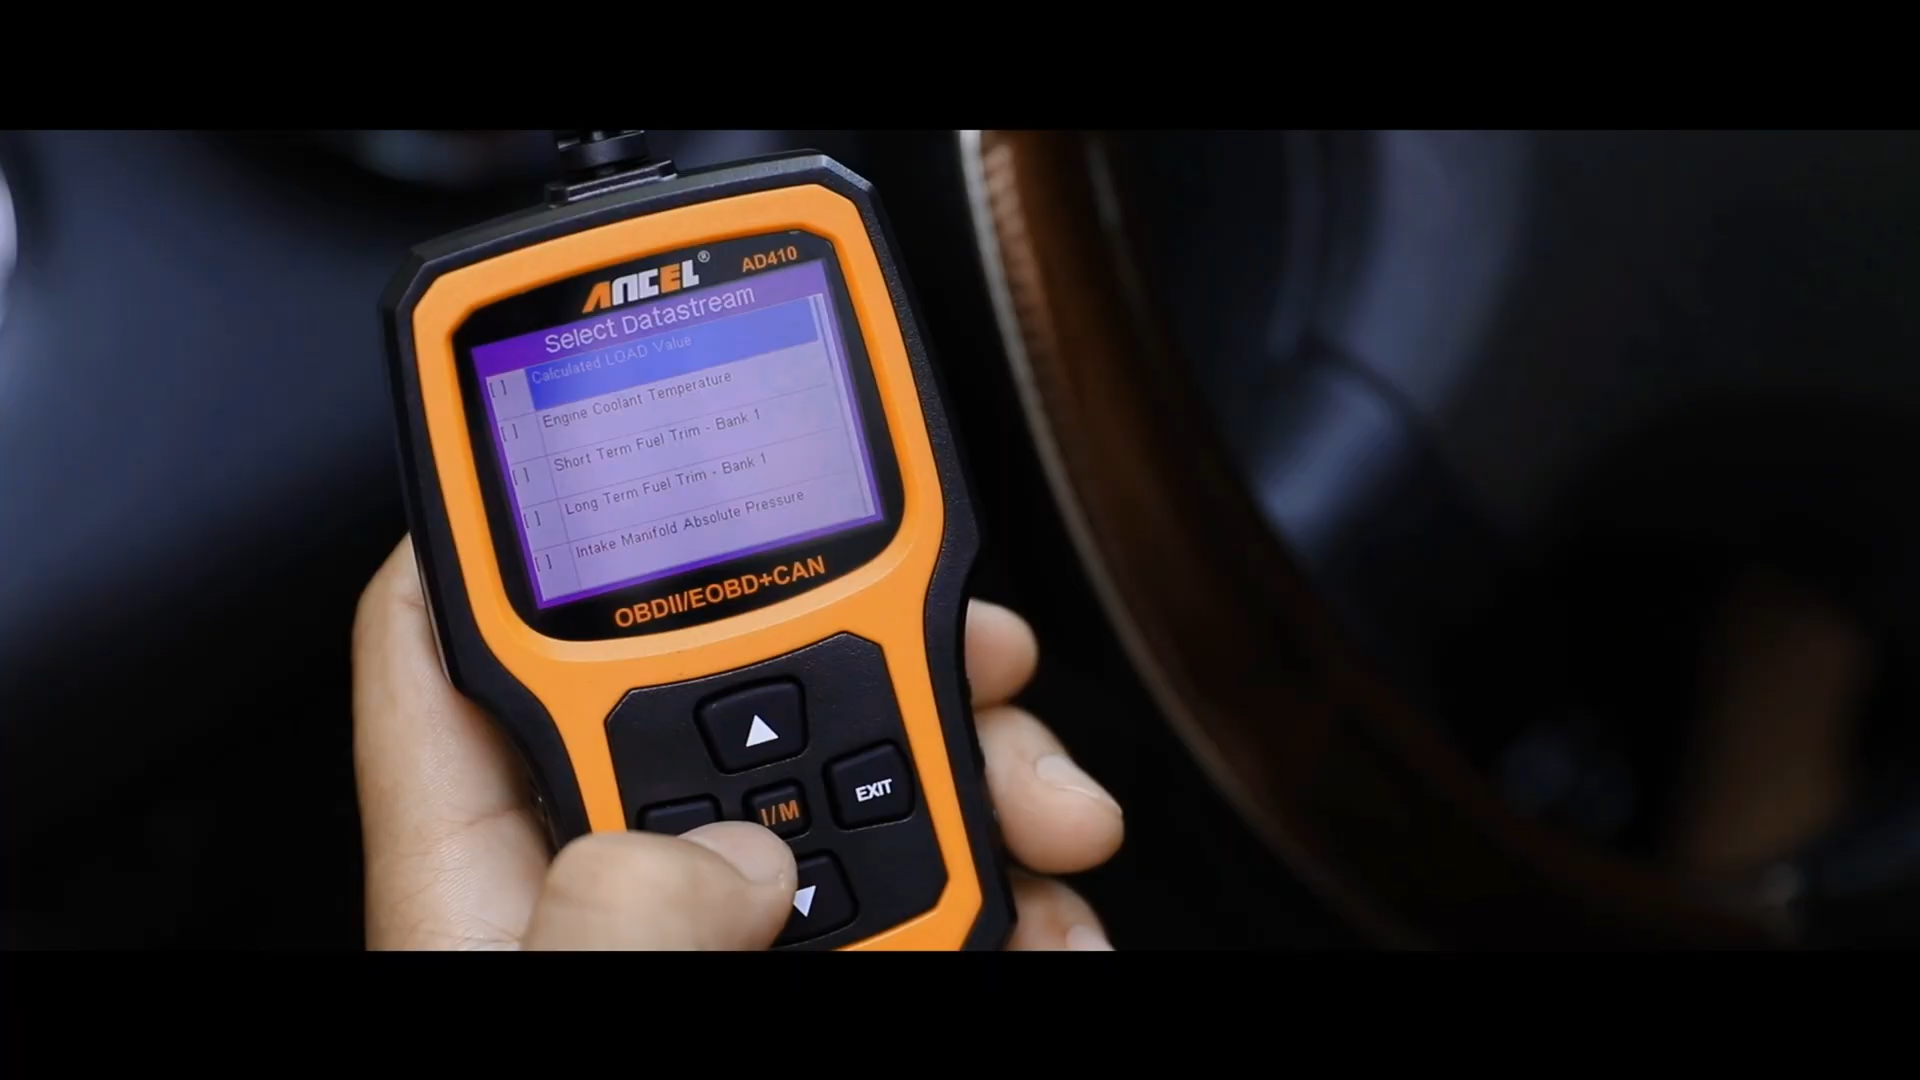 ANCEL® AD410
Select Datastream
[ ] Calculated LOAD Value
[ ] Engine Coolant Temperature
[ ] Short Term Fuel Trim - Bank 1
[ ] Long Term Fuel Trim - Bank 1
[ ] Intake Manifold Absolute Pressure
OBDII/EOBD+CAN
EXIT
I/M